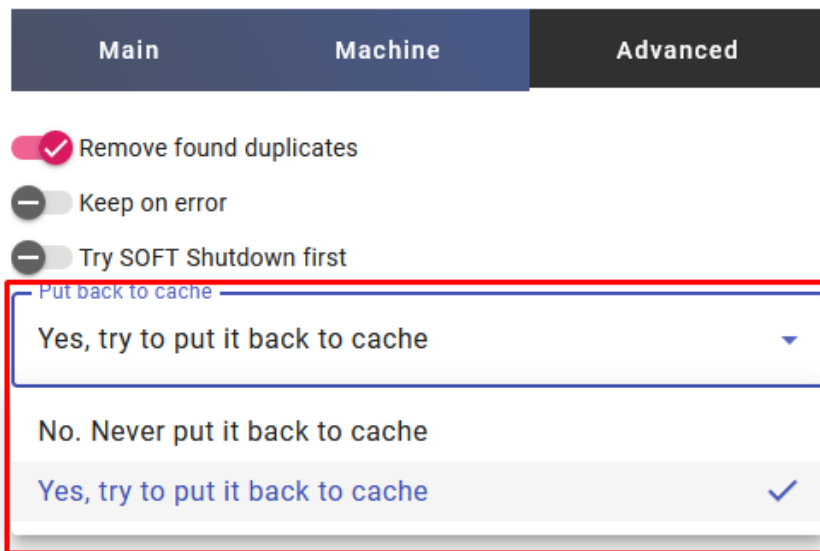 Main Machine Advanced
Remove found duplicates
Keep on error
Try SOFT Shutdown first
Put back to cache
Yes, try to put it back to cache
No. Never put it back to cache
Yes, try to put it back to cache